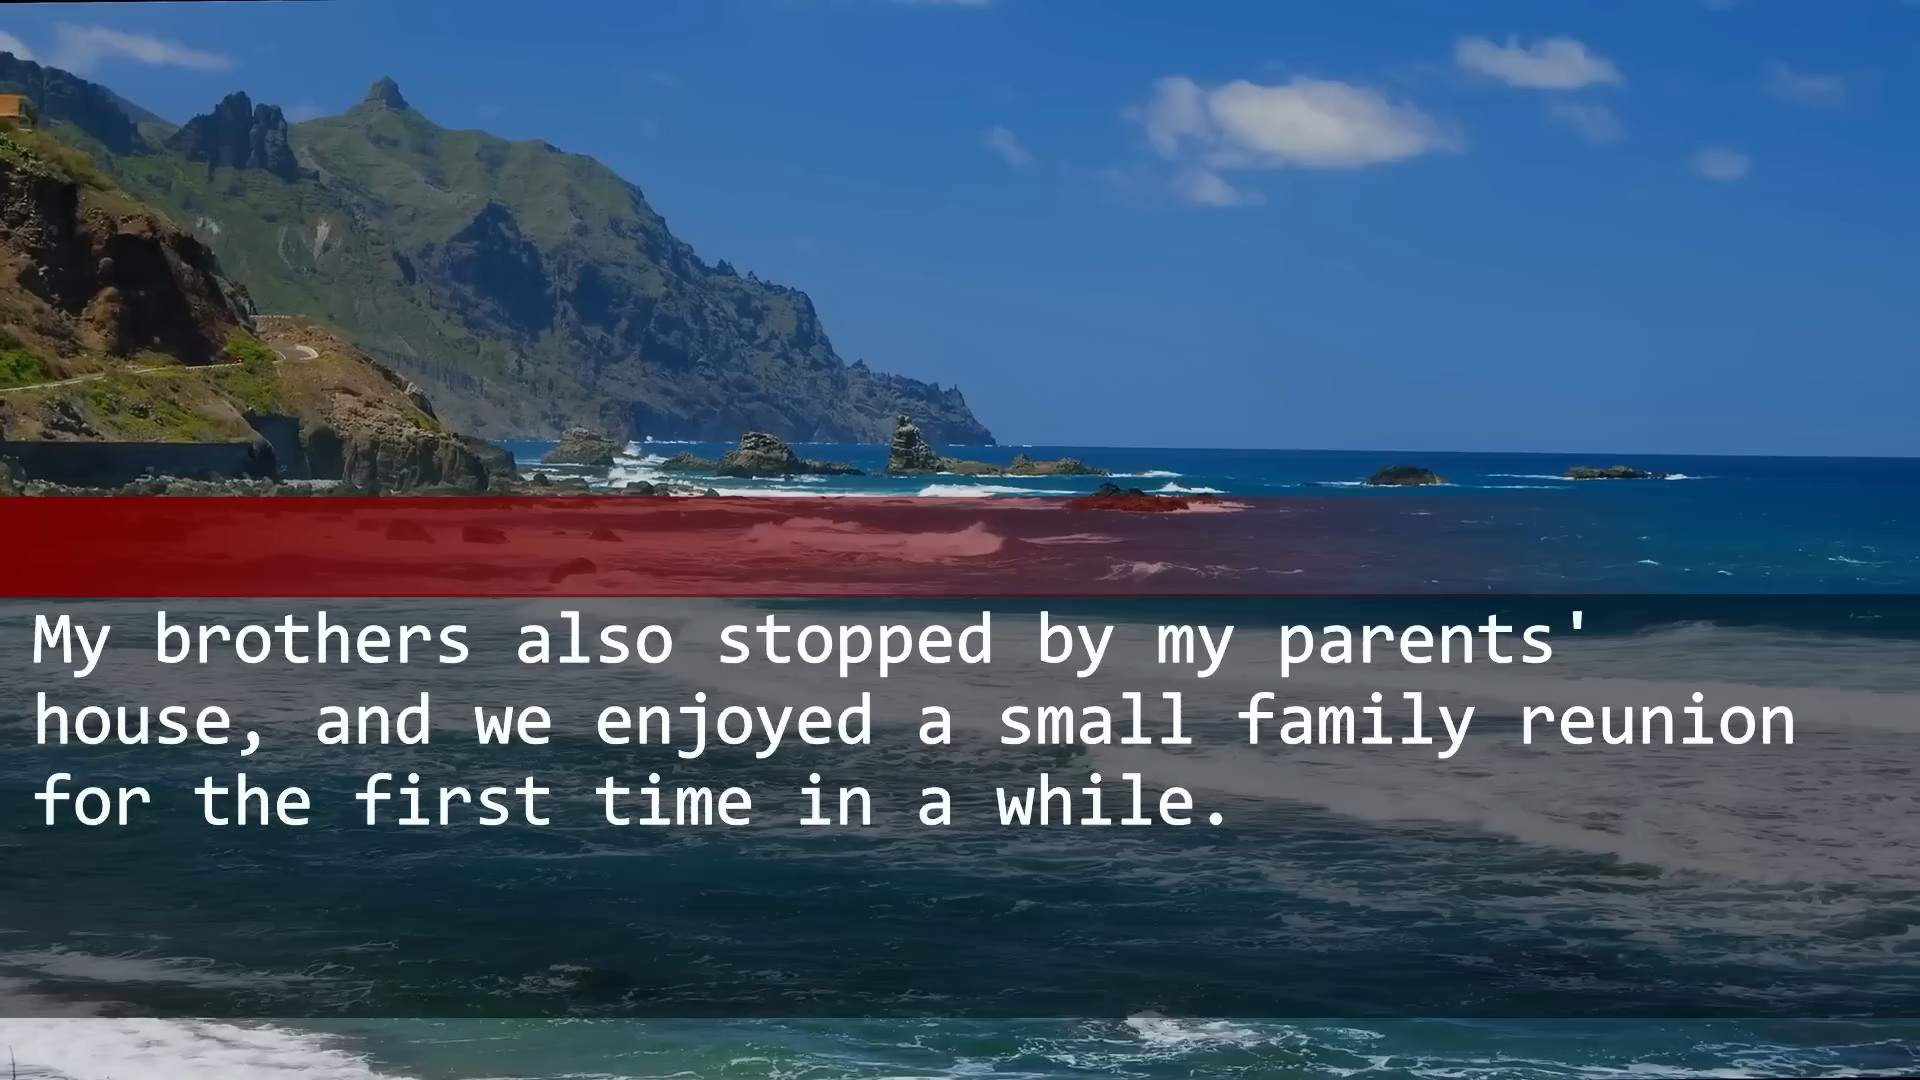 My brothers also stopped by my parents'
house, and we enjoyed a small family reunion
for the first time in a while.